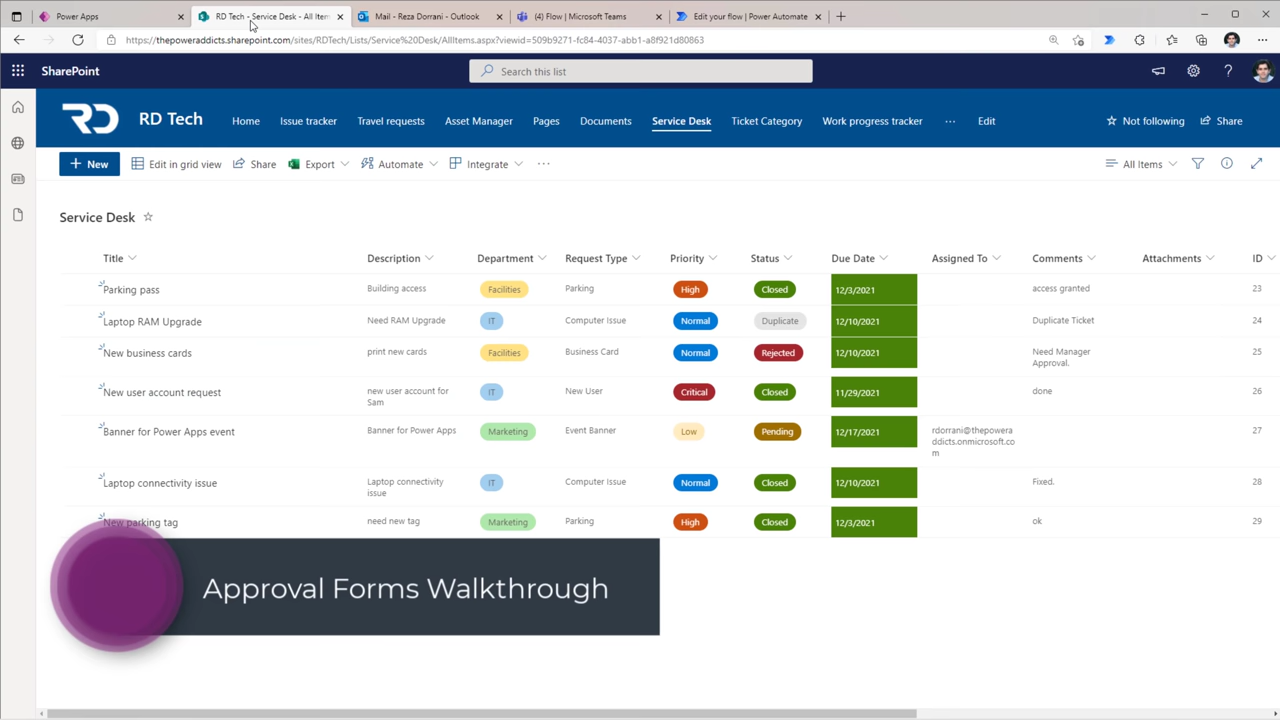 Power Apps
RD Tech - Service Desk - All Item
Mail - Reza Dorrani - Outlook
(4) Flow | Microsoft Teams
Edit your flow | Power Automate
https://thepoweraddicts.sharepoint.com/sites/RDTech/Lists/Service%20Desk/AllItems.aspx?viewid=509b9271-fc84-4037-abb1-a8f921d80863
SharePoint
Search this list
RD
RD Tech
Home
Issue tracker
Travel requests
Asset Manager
Pages
Documents
Service Desk
Ticket Category
Work progress tracker
Edit
Not following
Share
New
Edit in grid view
Share
Export
Automate
Integrate
All Items
Service Desk
Title Description Department Request Type Priority Status Due Date Assigned To Comments Attachments ID
Parking pass Building access Facilities Parking High Closed 12/3/2021 access granted 23
Laptop RAM Upgrade Need RAM Upgrade IT Computer Issue Normal Duplicate 12/10/2021 Duplicate Ticket 24
New business cards print new cards Facilities Business Card Normal Rejected 12/10/2021 Need Manager 25
Approval.
New user account request new user account for IT New User Critical Closed 11/29/2021 done 26
Sam
Banner for Power Apps event Banner for Power Apps Marketing Event Banner Low Pending 12/17/2021 rdorrani@thepowera 27
ddicts.onmicrosoft.co
m
Laptop connectivity issue Laptop connectivity IT Computer Issue Normal Closed 12/10/2021 Fixed. 28
issue
New parking tag need new tag Marketing Parking High Closed 12/3/2021 ok 29
Approval Forms Walkthrough